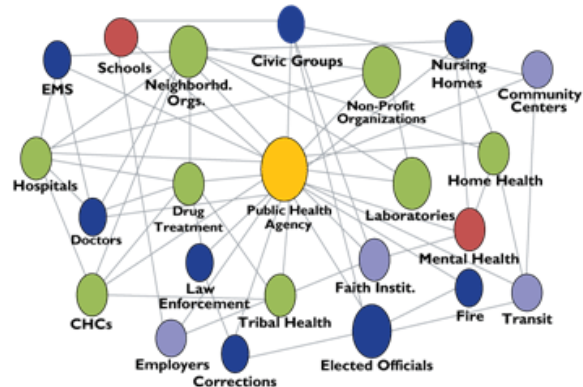 Schools
Civic Groups
Nursing
Homes
EMS
Neighborhd.
Orgs.
Non-Profit
Organizations
Community
Centers
Hospitals
Doctors
Drug
Treatment
Public Health
Agency
Laboratories
Home Health
Mental Health
CHCs
Law
Enforcement
Tribal Health
Faith Instit.
Fire
Transit
Employers
Corrections
Elected Officials